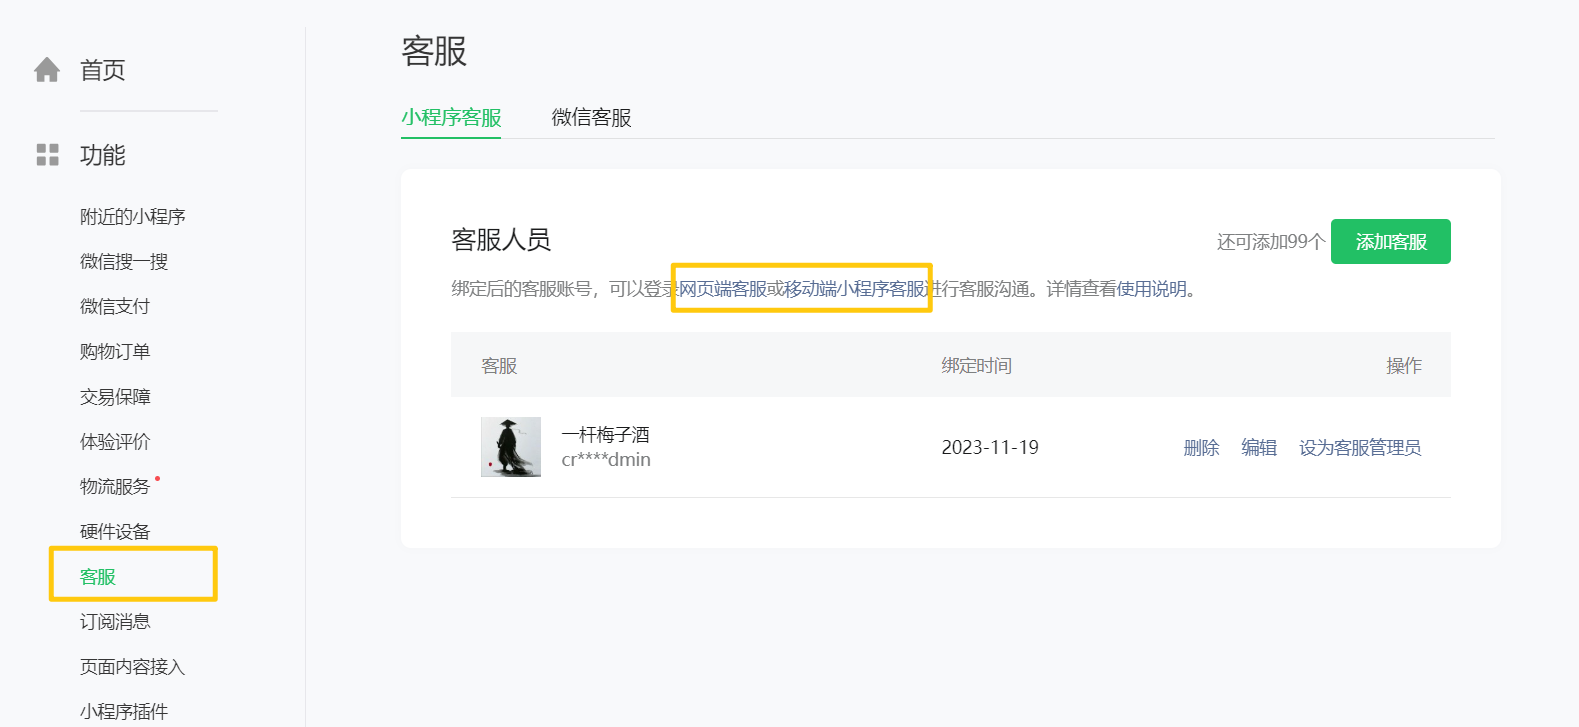 首页
功能
附近的小程序
微信搜一搜
微信支付
购物订单
交易保障
体验评价
物流服务
硬件设备
客服
订阅消息
页面内容接入
小程序插件
客服
小程序客服 微信客服
客服人员
还可添加99个 添加客服
绑定后的客服账号，可以登录网页端客服或移动端小程序客服进行客服沟通。详情查看使用说明。
客服 绑定时间 操作
一杆梅子酒
cr****dmin
2023-11-19 删除 编辑 设为客服管理员